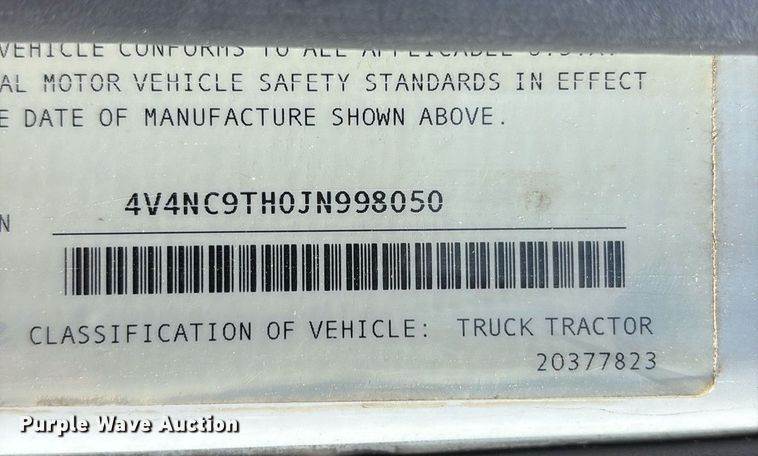 VEHICLE CONFORMS TO ALL APPLICABLE U.S.A.
AL MOTOR VEHICLE SAFETY STANDARDS IN EFFECT
E DATE OF MANUFACTURE SHOWN ABOVE.
N 4V4NC9TH0JN998050
CLASSIFICATION OF VEHICLE: TRUCK TRACTOR
20377823
Purple Wave Auction